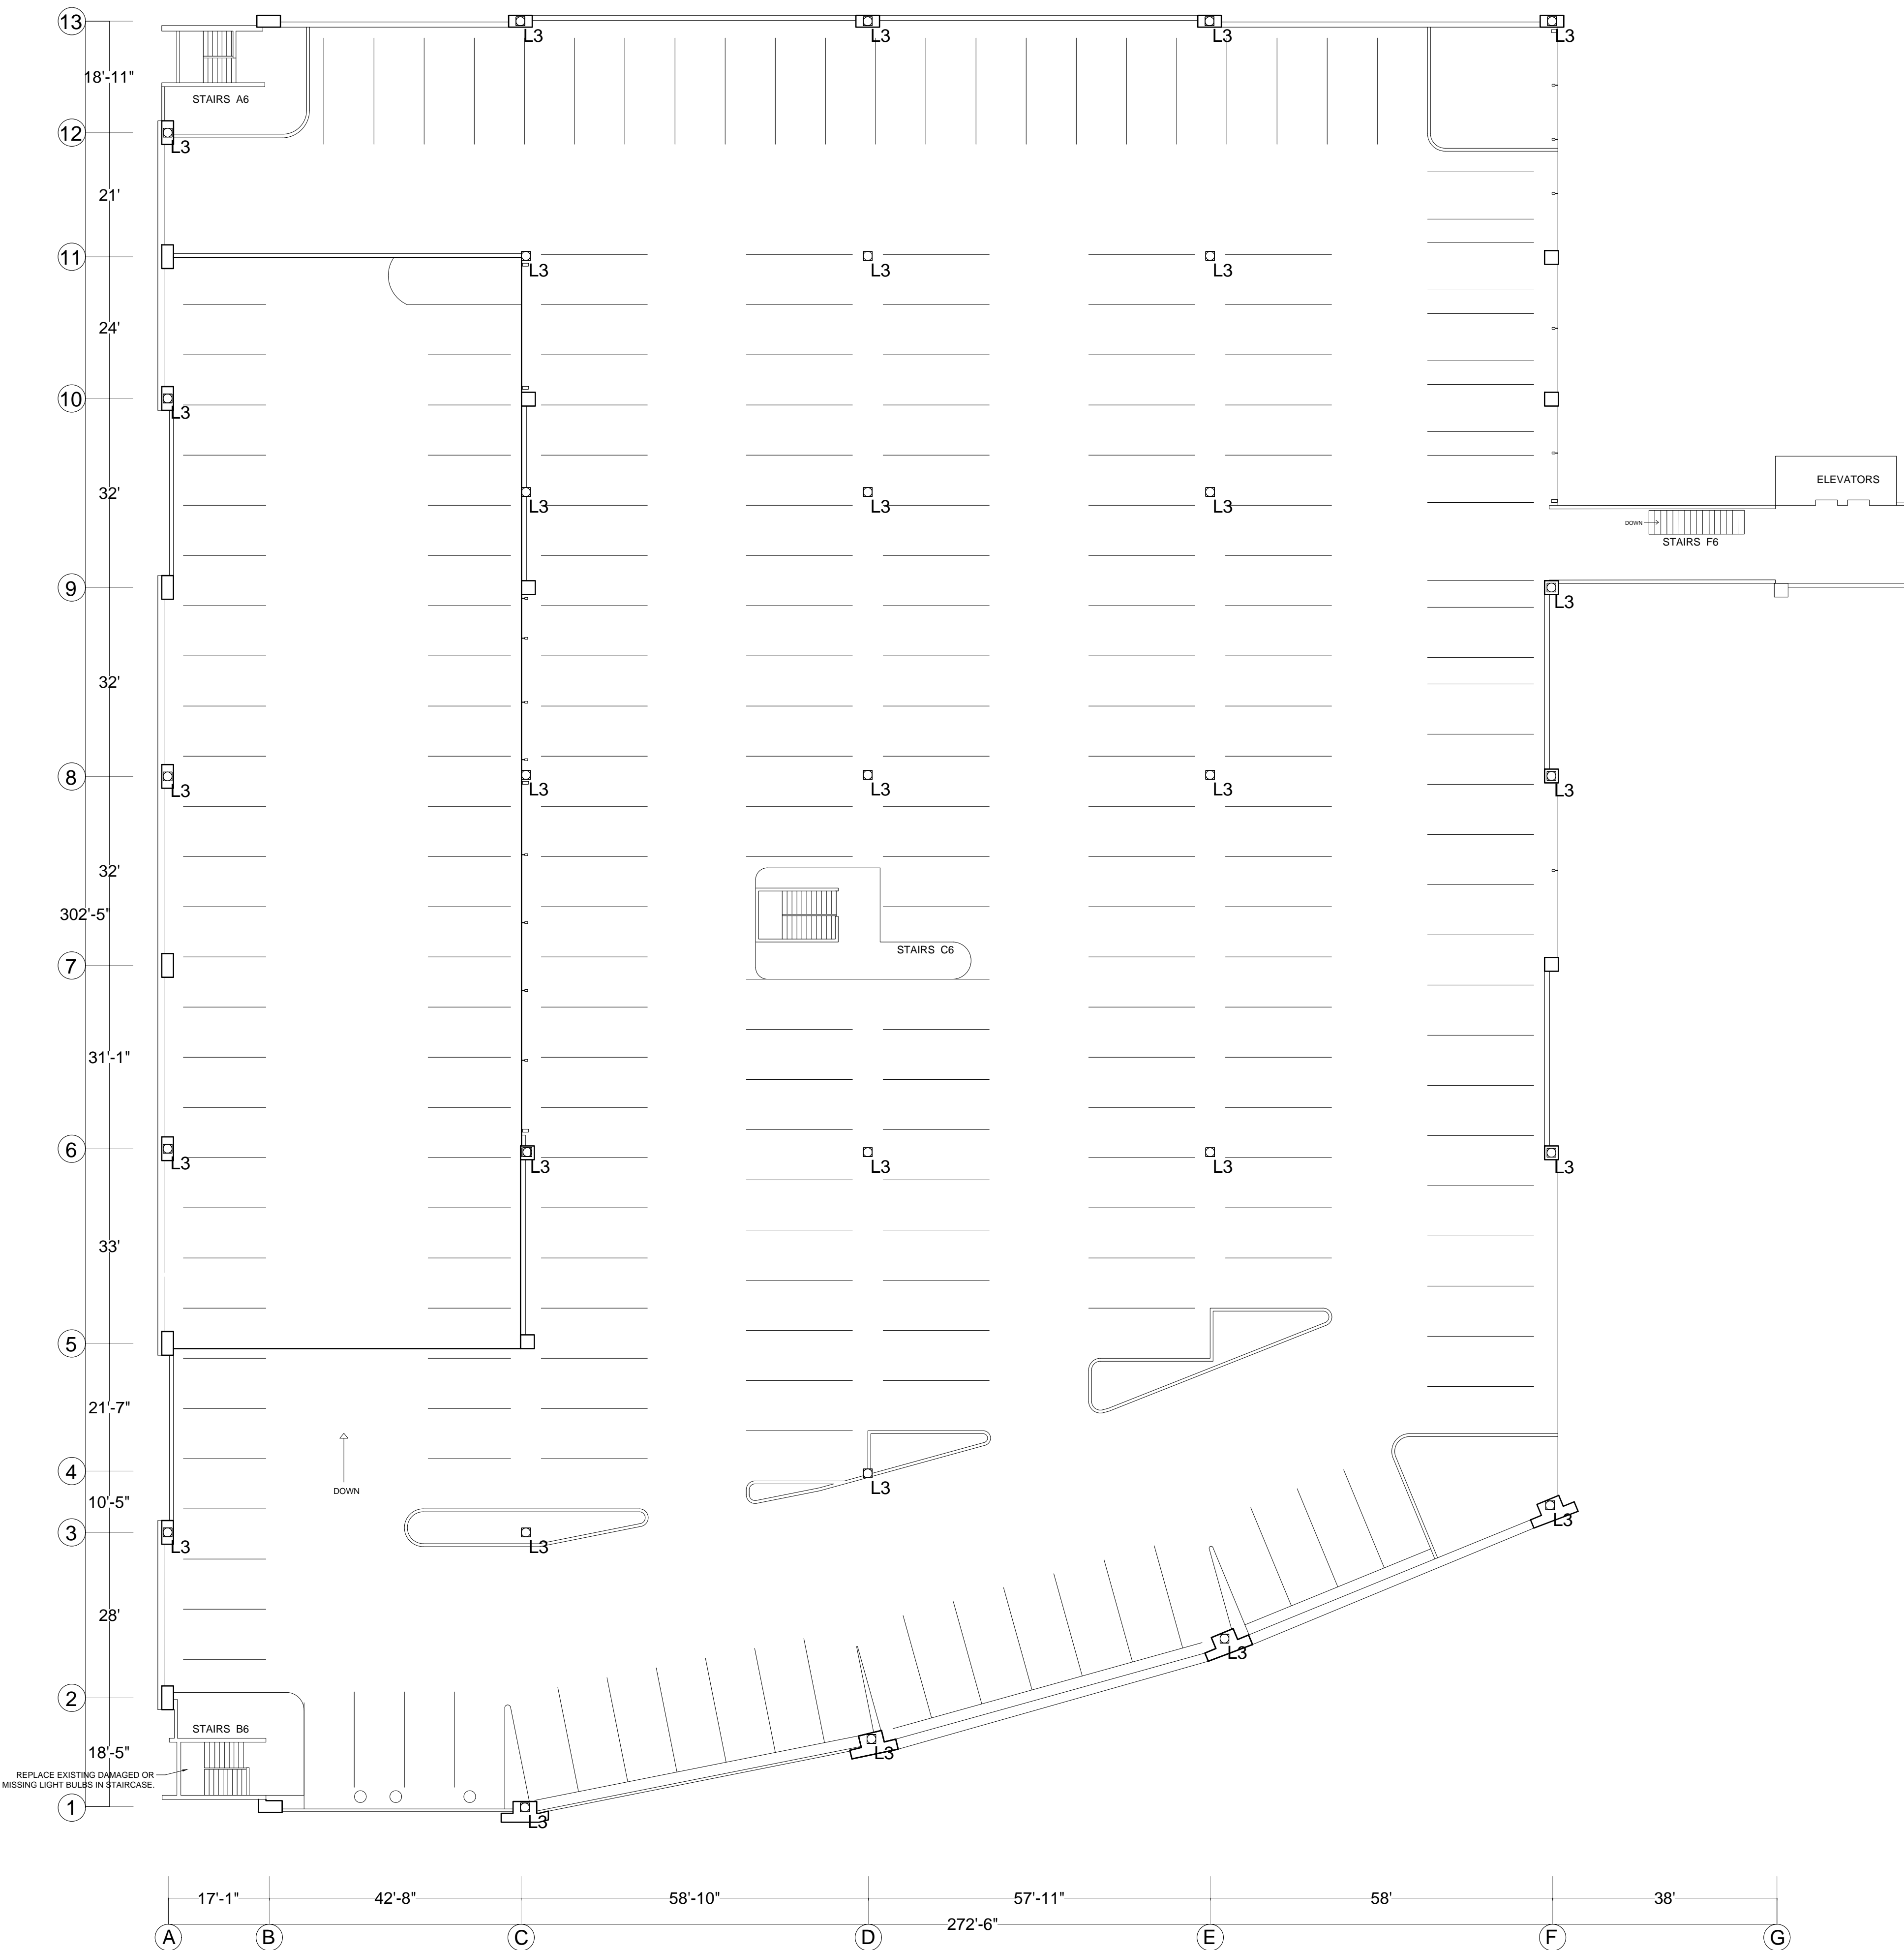 13
L3
L3
L3
L3
18'-11"
STAIRS A6
12
L3
21'
11
L3
L3
L3
24'
10
L3
ELEVATORS
32'
L3
L3
L3
DOWN
STAIRS F6
9
L3
32'
8
L3
L3
L3
L3
L3
32'
302'-5"
STAIRS C6
7
31'-1"
6
L3
L3
L3
L3
L3
33'
5
21'-7"
4
L3
DOWN
10'-5"
L3
3
L3
L3
28'
L3
2
STAIRS B6
18'-5"
L3
REPLACE EXISTING DAMAGED OR
MISSING LIGHT BULBS IN STAIRCASE.
1
L3
17'-1"
42'-8"
58'-10"
57'-11"
58'
38'
272'-6"
A
B
C
D
E
F
G